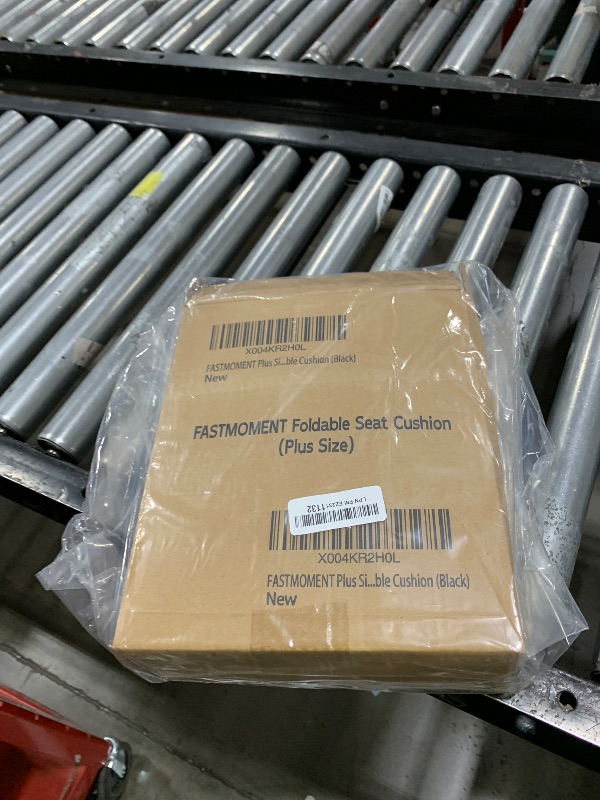 X004KR2H0L
FASTMOMENT Plus Si...ble Cushion (Black)
New
FASTMOMENT Foldable Seat Cushion
(Plus Size)
1132
X004KR2H0L
FASTMOMENT Plus Si...ble Cushion (Black)
New